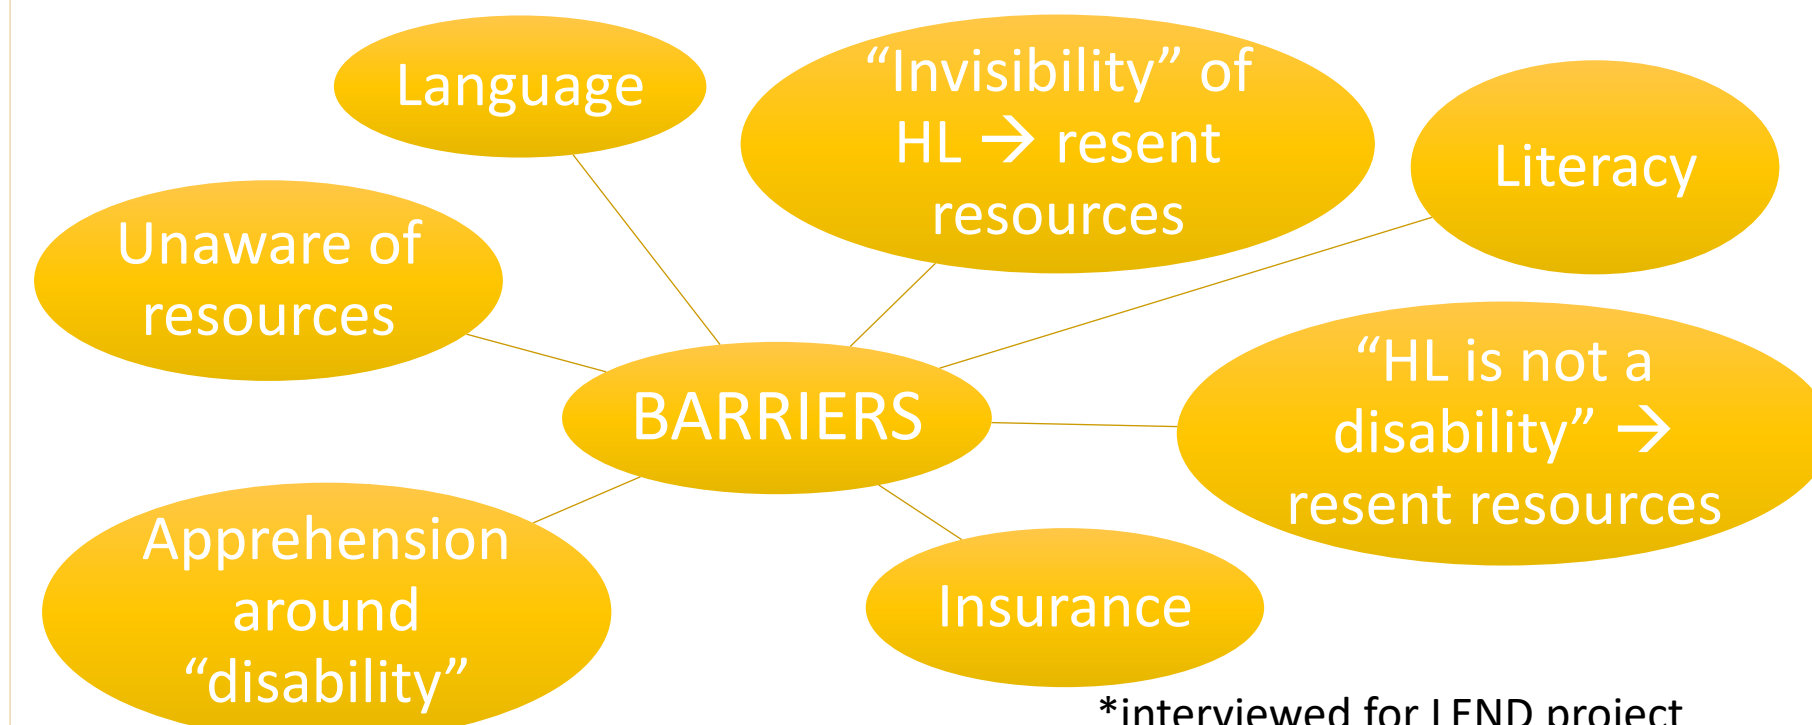 Language
“Invisibility” of
HL → resent
resources
Literacy
Unaware of
resources
“HL is not a
disability” →
resent resources
BARRIERS
Apprehension
around
“disability”
Insurance
*interviewed for LEND project